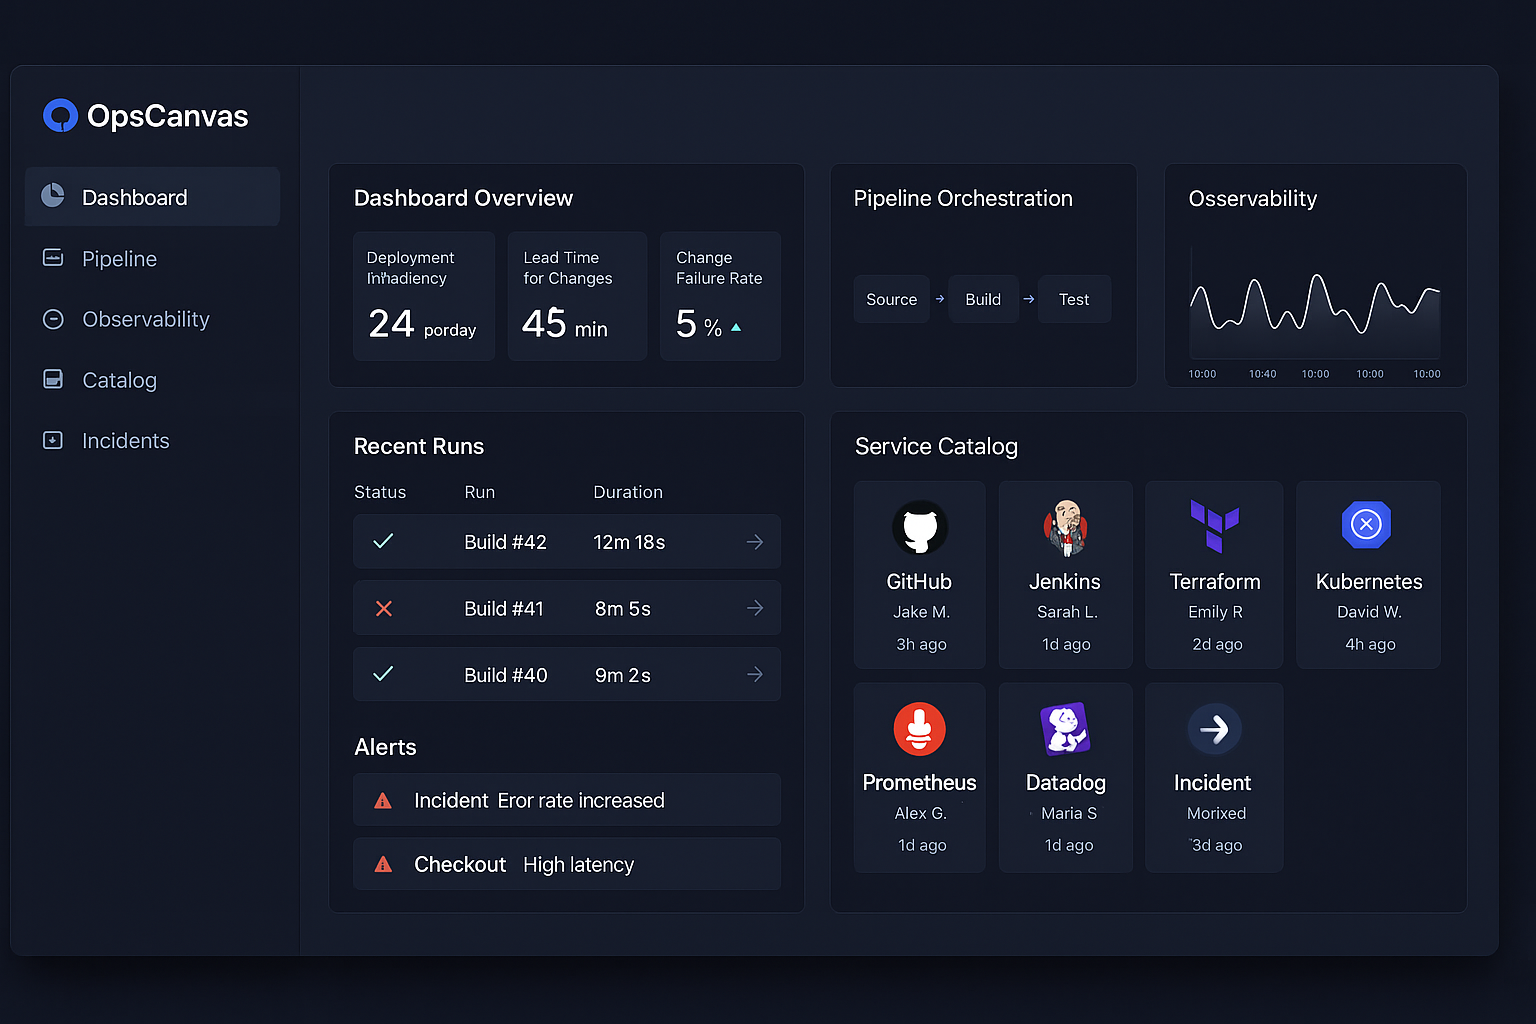 OpsCanvas
Dashboard
Pipeline
Observability
Catalog
Incidents
Dashboard Overview
Deployment
24 porday
Lead Time
for Changes
45 min
Change
Failure Rate
5 %
Pipeline Orchestration
Source
Build
Test
Osservability
10:00 10:40 10:00 10:00 10:00
Recent Runs
Status Run Duration
Build #42 12m 18s
Build #41 8m 5s
Build #40 9m 2s
Alerts
Incident Eror rate increased
Checkout High latency
Service Catalog
GitHub
Jake M.
3h ago
Jenkins
Sarah L.
1d ago
Terraform
Emily R
2d ago
Kubernetes
David W.
4h ago
Prometheus
Alex G.
1d ago
Datadog
Maria S
1d ago
Incident
Morixed
3d ago